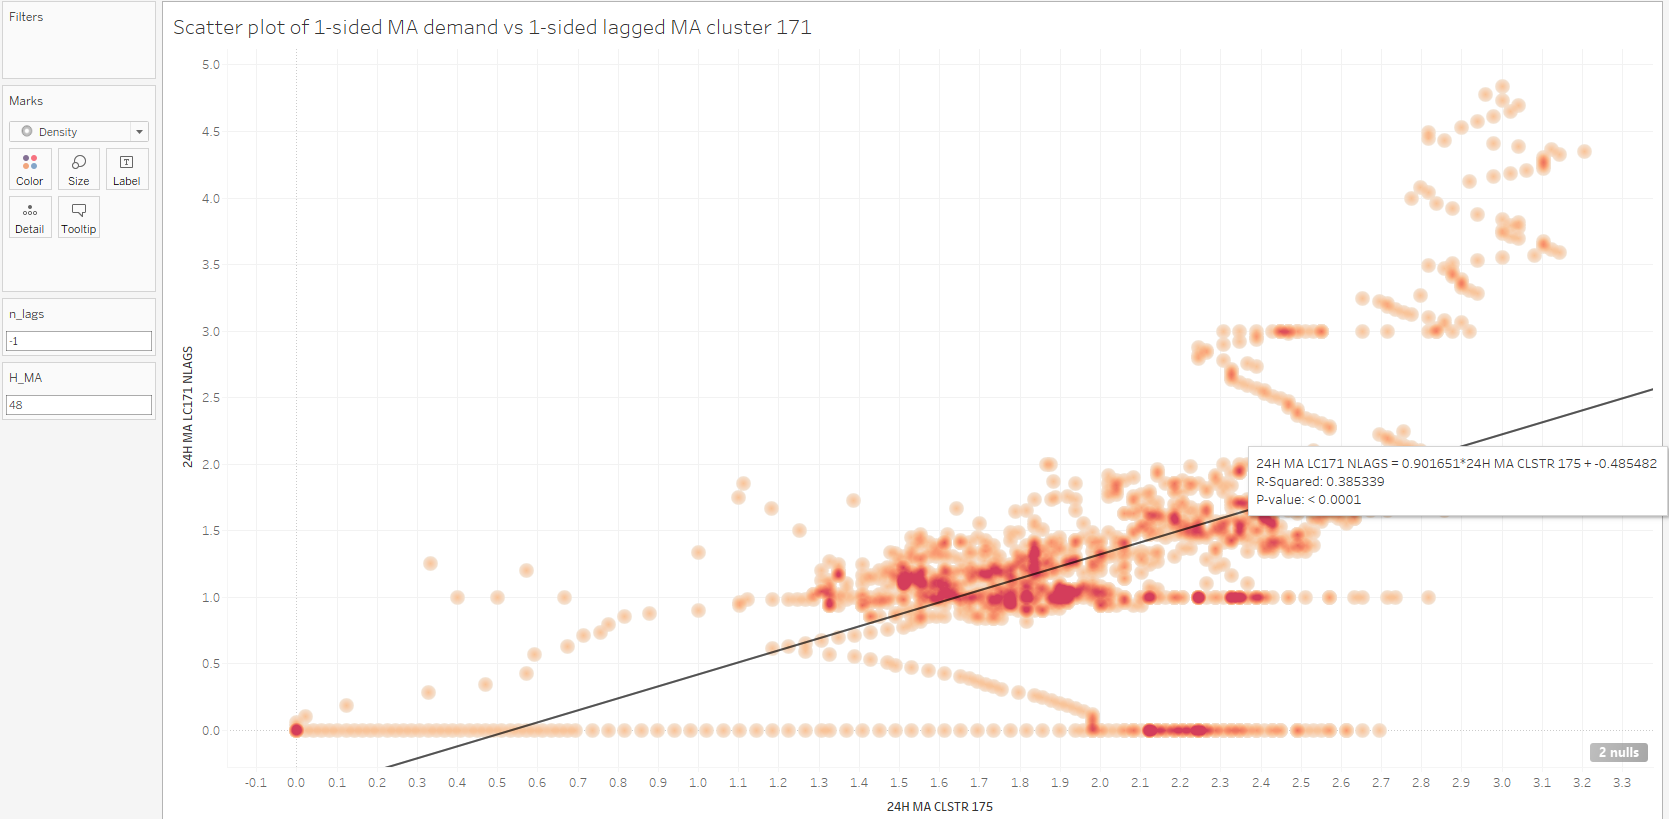 Filters
Marks
Density
Color Size Label
Detail Tooltip
n_lags
-1
H_MA
48
Scatter plot of 1-sided MA demand vs 1-sided lagged MA cluster 171
24H MA LC171 NLAGS
5.0
4.5
4.0
3.5
3.0
2.5
2.0
1.5
1.0
0.5
0.0
24H MA LC171 NLAGS = 0.901651*24H MA CLSTR 175 + -0.485482
R-Squared: 0.385339
P-value: < 0.0001
2 nulls
-0.1 0.0 0.1 0.2 0.3 0.4 0.5 0.6 0.7 0.8 0.9 1.0 1.1 1.2 1.3 1.4 1.5 1.6 1.7 1.8 1.9 2.0 2.1 2.2 2.3 2.4 2.5 2.6 2.7 2.8 2.9 3.0 3.1 3.2 3.3
24H MA CLSTR 175